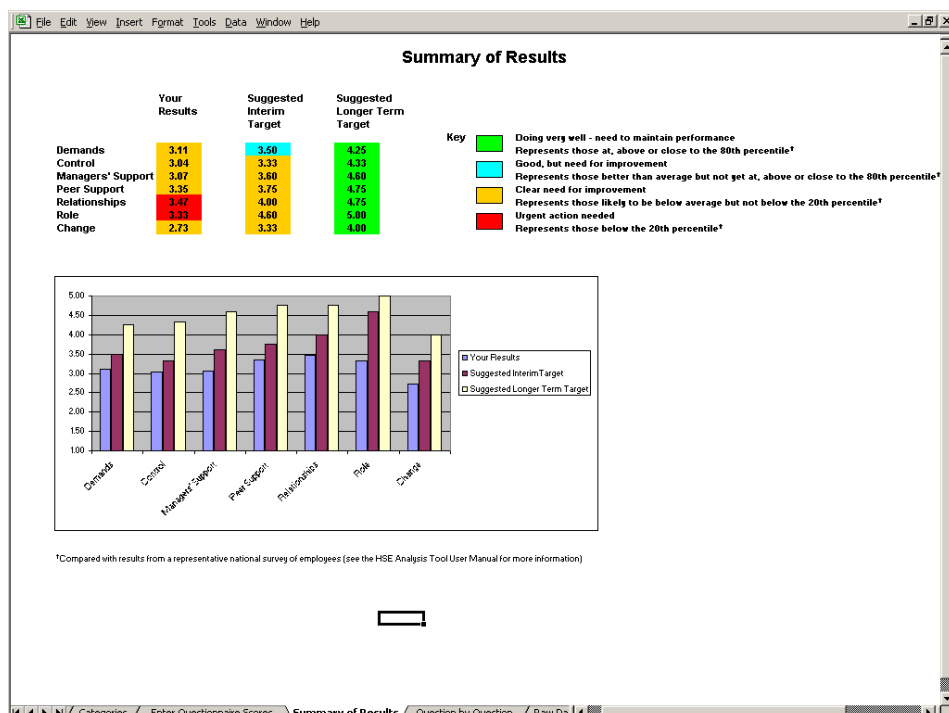 File Edit View Insert Format Tools Data Window Help
Summary of Results
Your Results Suggested Interim Target Suggested Longer Term Target
Demands 3.11 3.50 4.25
Control 3.04 3.33 4.33
Managers' Support 3.07 3.60 4.60
Peer Support 3.35 3.75 4.75
Relationships 3.47 4.00 4.75
Role 3.33 4.60 5.00
Change 2.73 3.33 4.00
Key
Doing very well - need to maintain performance
Represents those at, above or close to the 80th percentile†
Good, but need for improvement
Represents those better than average but not yet at, above or close to the 80th percentile†
Clear need for improvement
Represents those likely to be below average but not below the 20th percentile†
Urgent action needed
Represents those below the 20th percentile†
5.00
4.50
4.00
3.50
3.00
2.50
2.00
1.50
1.00
Demands
Control
Managers' Support
Peer Support
Relationships
Role
Change
Your Results
Suggested Interim Target
Suggested Longer Term Target
†Compared with results from a representative national survey of employees (see the HSE Analysis Tool User Manual for more information)
Categories Enter Questionnaire Scores Summary of Results Question by Question Raw Da